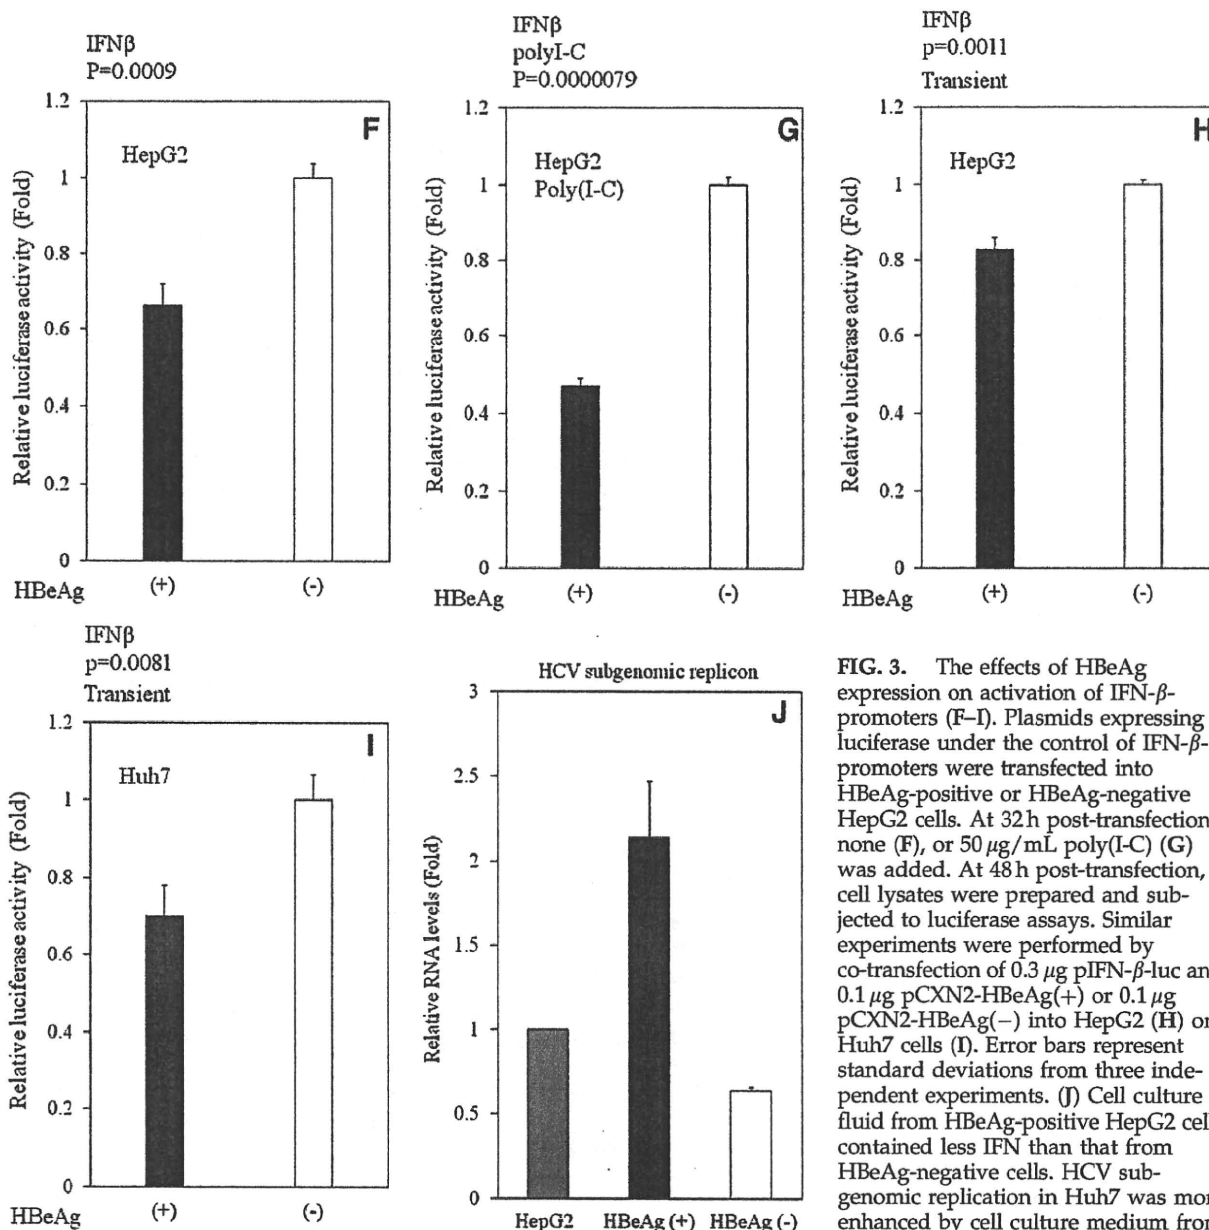 IFNβ
P=0.0009
1.2
1
0.8
0.6
0.4
0.2
0
Relative luciferase activity (Fold)
F
HepG2
HBeAg (+) (-)
IFNβ
polyI-C
P=0.0000079
1.2
1
0.8
0.6
0.4
0.2
0
Relative luciferase activity (Fold)
G
HepG2
Poly(I-C)
HBeAg (+) (-)
IFNβ
p=0.0011
Transient
1.2
1
0.8
0.6
0.4
0.2
0
Relative luciferase activity (Fold)
H
HepG2
HBeAg (+) (-)
IFNβ
p=0.0081
Transient
1.2
1
0.8
0.6
0.4
0.2
0
Relative luciferase activity (Fold)
I
Huh7
HBeAg (+) (-)
HCV subgenomic replicon
3
2.5
2
1.5
1
0.5
0
Relative RNA levels (Fold)
J
HepG2 HBeAg (+) HBeAg (-)
FIG. 3. The effects of HBeAg
expression on activation of IFN-β-
promoters (F–I). Plasmids expressing
luciferase under the control of IFN-β-
promoters were transfected into
HBeAg-positive or HBeAg-negative
HepG2 cells. At 32 h post-transfection
none (F), or 50 μg/mL poly(I-C) (G)
was added. At 48 h post-transfection,
cell lysates were prepared and sub-
jected to luciferase assays. Similar
experiments were performed by
co-transfection of 0.3 μg pIFN-β-luc an
0.1 μg pCXN2-HBeAg(+) or 0.1 μg
pCXN2-HBeAg(−) into HepG2 (H) or
Huh7 cells (I). Error bars represent
standard deviations from three inde-
pendent experiments. (J) Cell culture
fluid from HBeAg-positive HepG2 cell
contained less IFN than that from
HBeAg-negative cells. HCV sub-
genomic replication in Huh7 was mor
enhanced by cell culture medium from